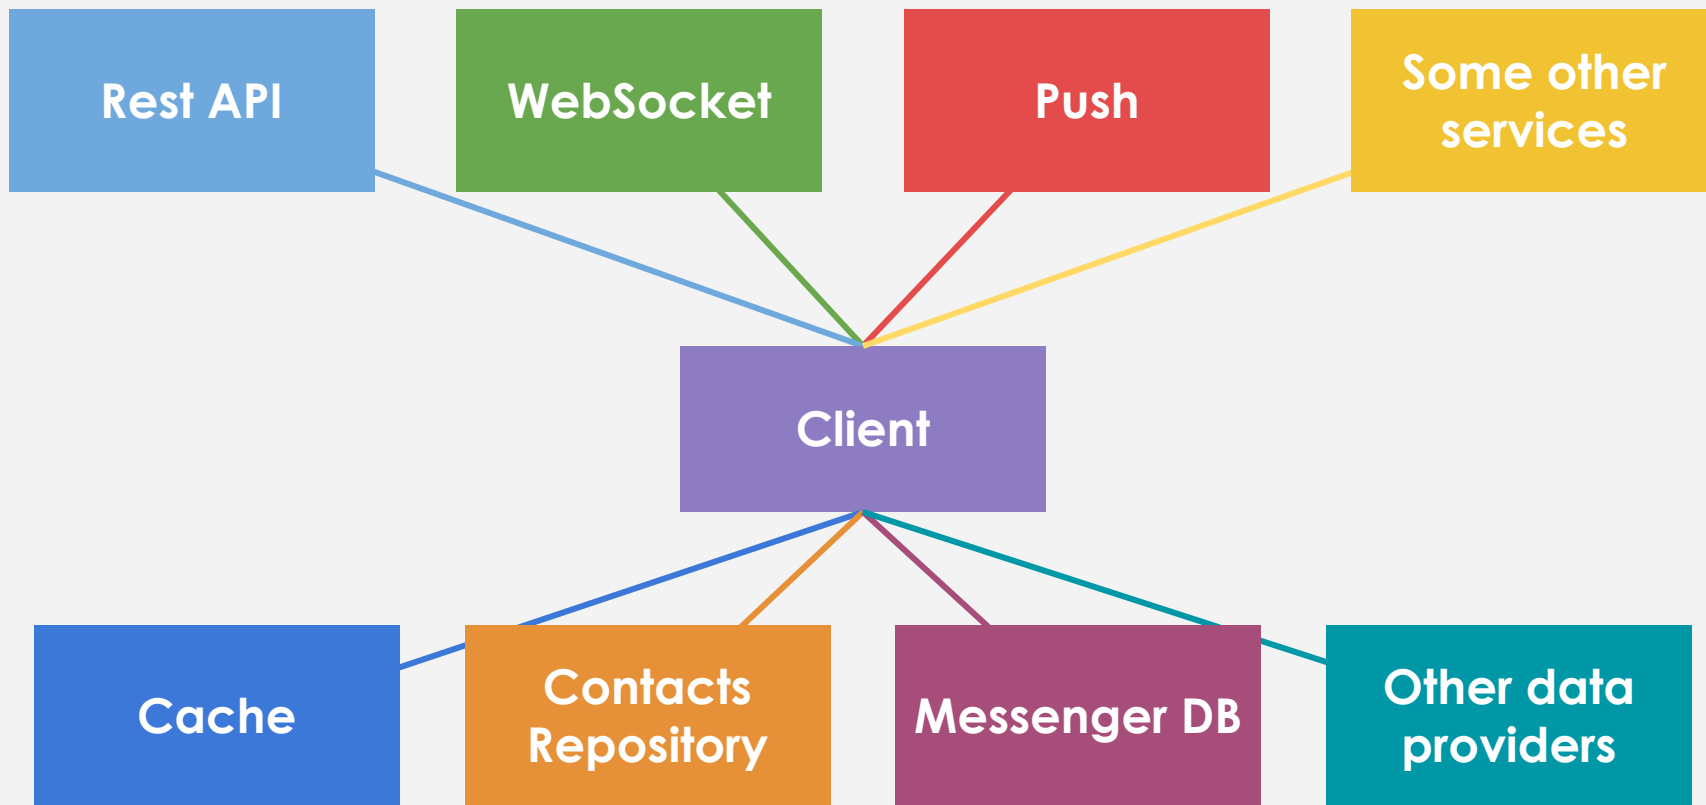 Rest API
WebSocket
Push
Some other
services
Client
Cache
Contacts
Repository
Messenger DB
Other data
providers